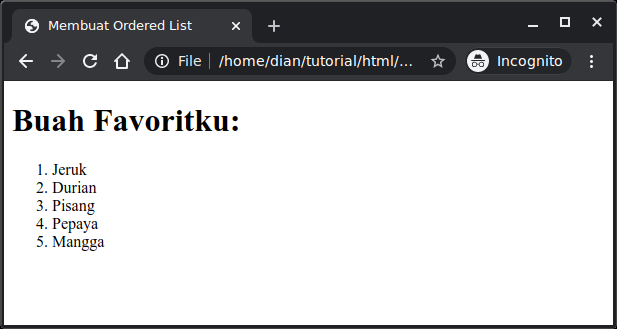 Membuat Ordered List
File
/home/dian/tutorial/html/...
Incognito
Buah Favoritku:
1. Jeruk
2. Durian
3. Pisang
4. Pepaya
5. Mangga